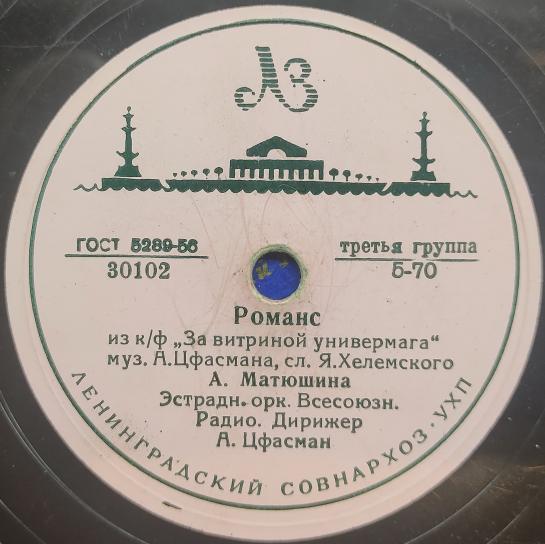 ЛЗ
ГОСТ 5289-56
30102
третья группа
5-70
Романс
из к/ф „За витриной универмага“
муз. А.Цфасмана, сл. Я.Хелемского
А. Матюшина
Эстрадн. орк. Всесоюзн.
Радио. Дирижер
А. Цфасман
ЛЕНИНГРАДСКИЙ СОВНАРХОЗ · УХП